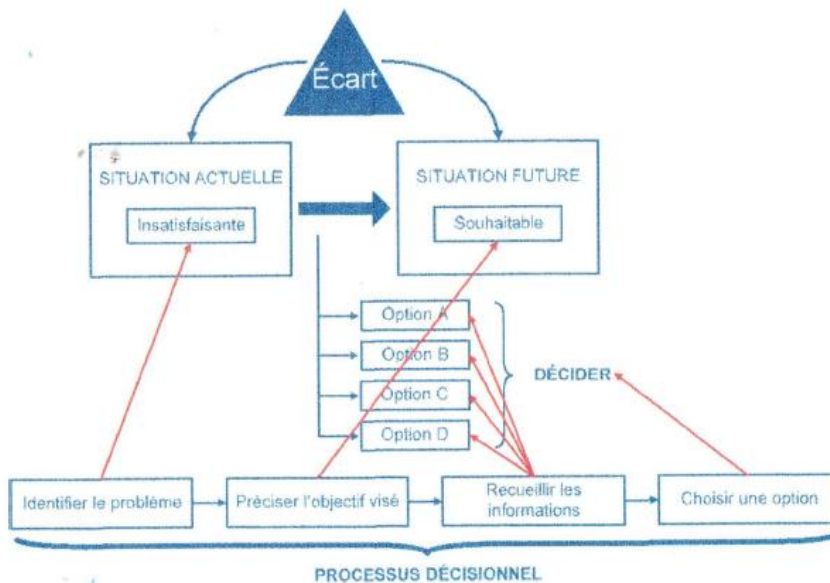 Écart
SITUATION ACTUELLE
Insatisfaisante
SITUATION FUTURE
Souhaitable
Option A
Option B
Option C
Option D
DÉCIDER
Identifier le problème
Préciser l'objectif visé
Recueillir les
informations
Choisir une option
PROCESSUS DÉCISIONNEL